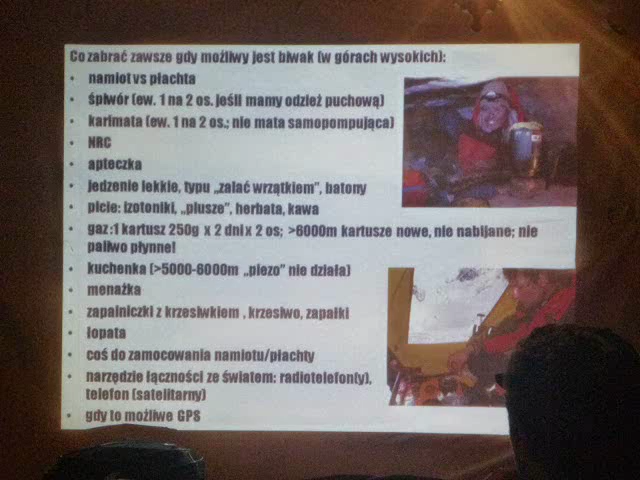 Co zabrać zawsze gdy możliwy jest biwak (w górach wysokich):
• namiot vs płachta
• śpiwór (ew. 1 na 2 os. jeśli mamy odzież puchową)
• karimata (ew. 1 na 2 os.; nie mata samopompująca)
• NRC
• apteczka
• jedzenie lekkie, typu „zalać wrzątkiem”, batony
• picie: izotoniki, „plusze”, herbata, kawa
• gaz :1 kartusz 250g x 2 dni x 2 os; >6000m kartusze nowe, nie nabijane; nie
paliwo płynne!
• kuchenka (>5000-6000m „piezo” nie działa)
• menażka
• zapalniczki z krzesiwkiem , krzesiwo, zapałki
• łopata
• coś do zamocowania namiotu/płachty
• narzędzie łączności ze światem: radiotelefon(y),
telefon (satelitarny)
• gdy to możliwe GPS